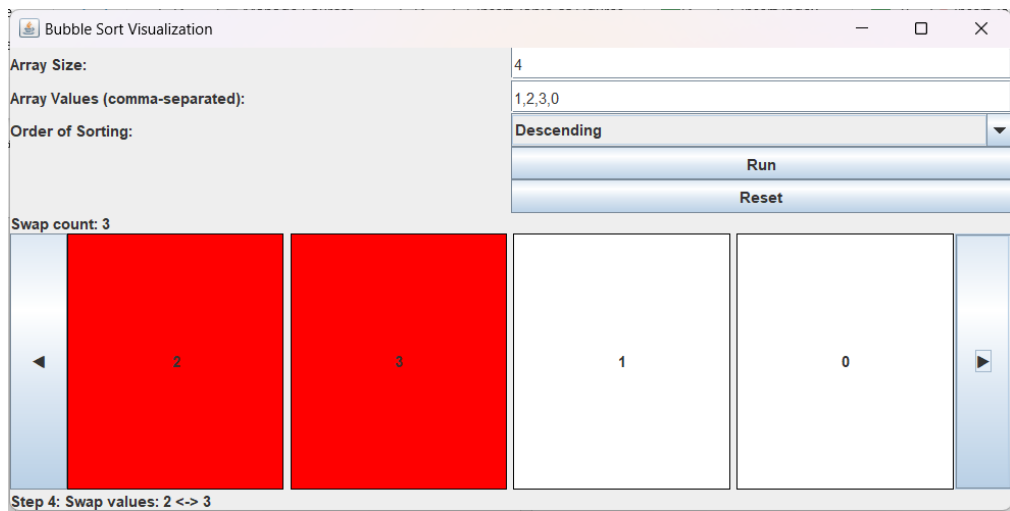 Bubble Sort Visualization
Array Size: 4
Array Values (comma-separated): 1,2,3,0
Order of Sorting: Descending
Run
Reset
Swap count: 3
2 3 1 0
Step 4: Swap values: 2 <-> 3